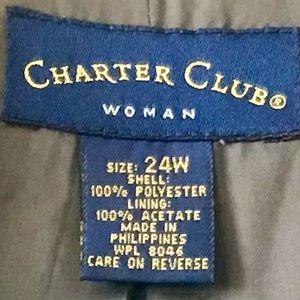 CHARTER CLUB®
WOMAN
SIZE: 24W
SHELL:
100% POLYESTER
LINING:
100% ACETATE
MADE IN
PHILIPPINES
WPL 8046
CARE ON REVERSE